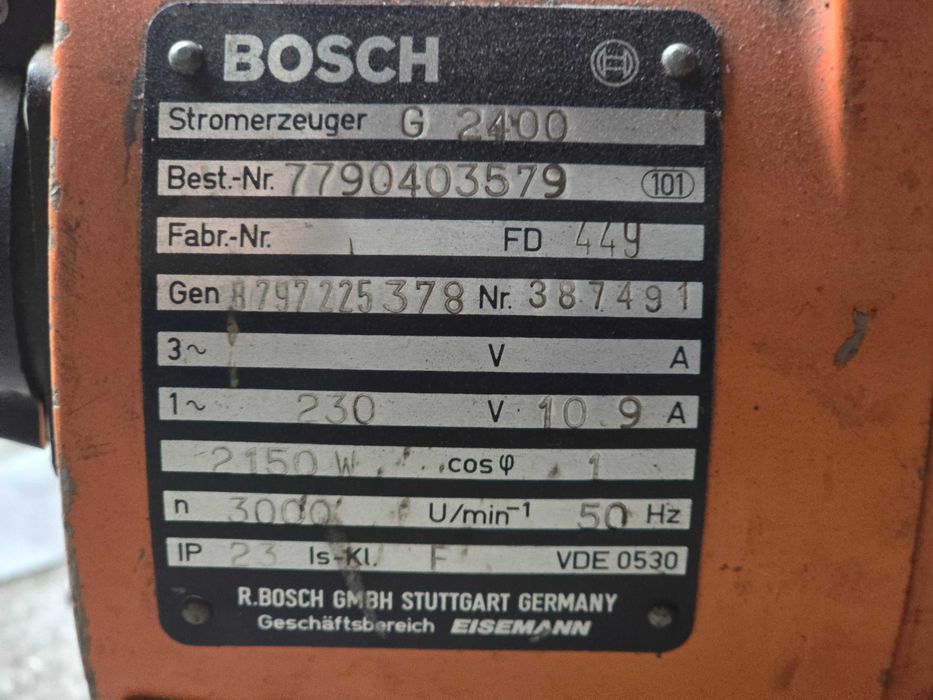 BOSCH
Stromerzeuger G 2400
Best.-Nr. 7790403579 101
Fabr.-Nr. FD 449
Gen 8797225378 Nr. 387491
3~ V A
1~ 230 V 10.9 A
2150 W cos φ 1
n 3000 U/min⁻¹ 50 Hz
IP 23 Is-Kl. F VDE 0530
R.BOSCH GMBH STUTTGART GERMANY
Geschäftsbereich EISEMANN